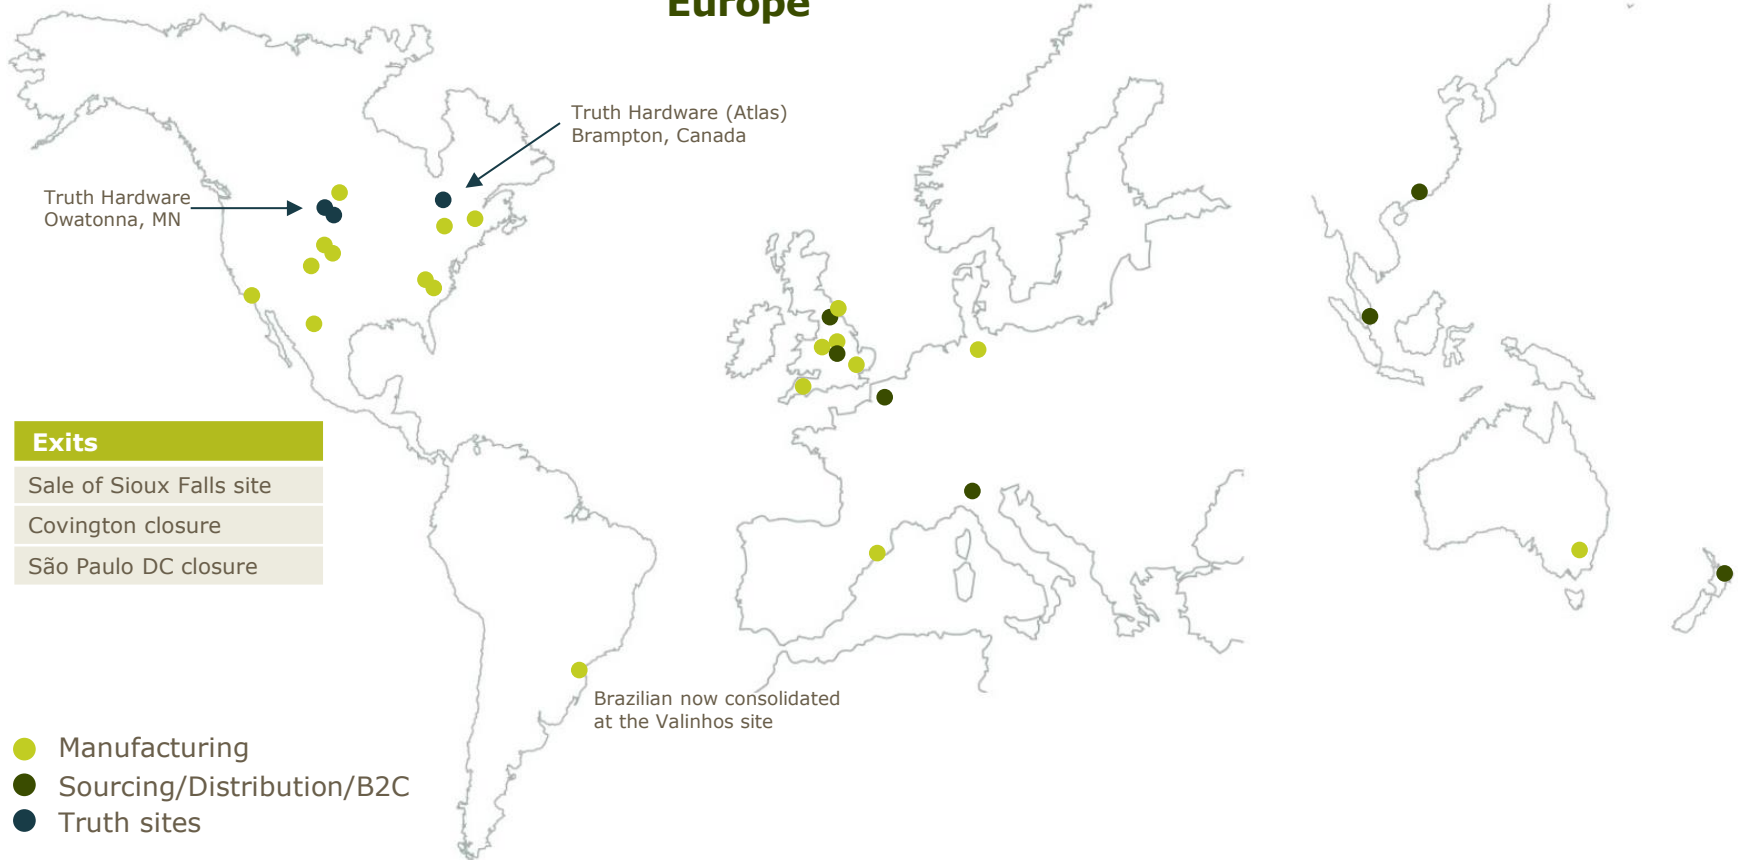 Europe
Truth Hardware (Atlas)
Brampton, Canada
Truth Hardware
Owatonna, MN
Exits
Sale of Sioux Falls site
Covington closure
São Paulo DC closure
Brazilian now consolidated
at the Valinhos site
Manufacturing
Sourcing/Distribution/B2C
Truth sites